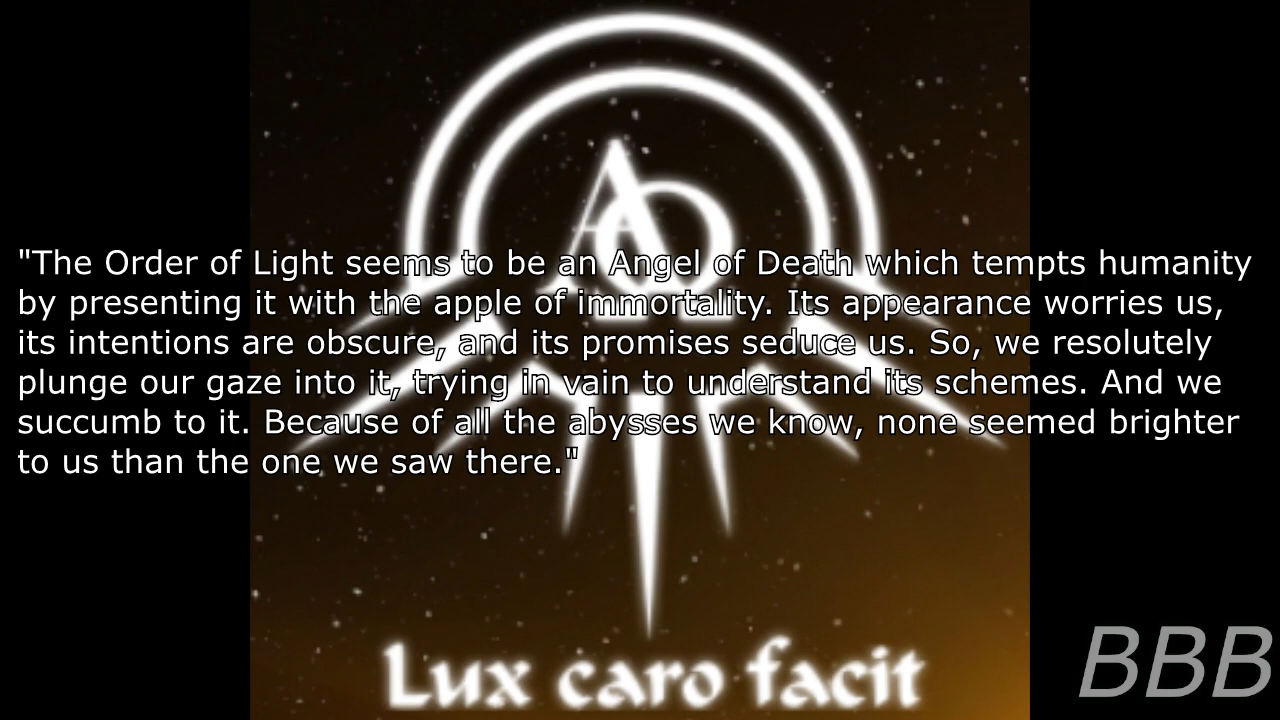 AO
"The Order of Light seems to be an Angel of Death which tempts humanity
by presenting it with the apple of immortality. Its appearance worries us,
its intentions are obscure, and its promises seduce us. So, we resolutely
plunge our gaze into it, trying in vain to understand its schemes. And we
succumb to it. Because of all the abysses we know, none seemed brighter
to us than the one we saw there."
Lux caro facit
BBB